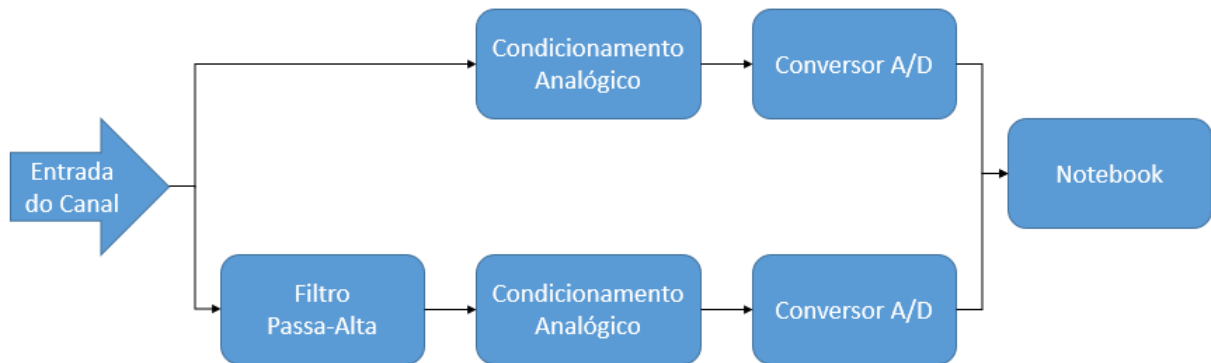 Condicionamento
Analógico
Conversor A/D
Entrada
do Canal
Notebook
Filtro
Passa-Alta
Condicionamento
Analógico
Conversor A/D